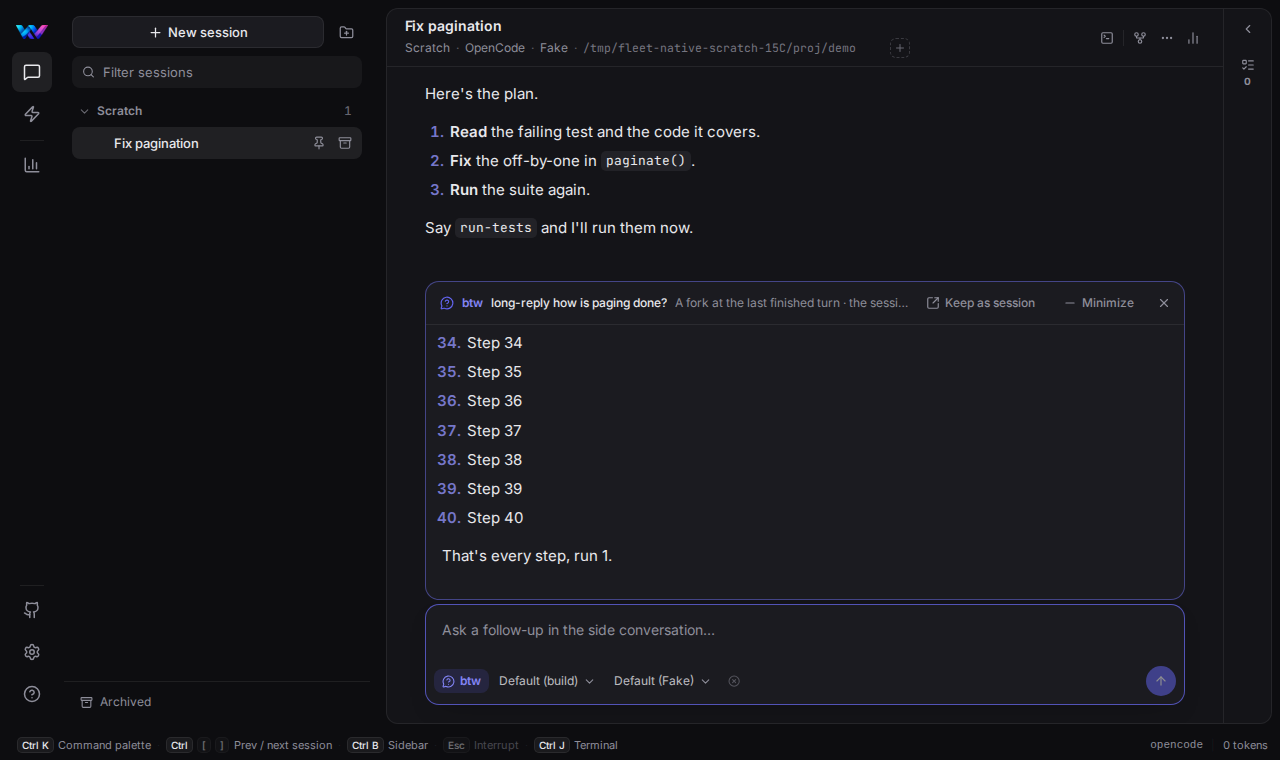 New session
Filter sessions
Scratch 1
Fix pagination
Archived
Fix pagination
Scratch · OpenCode · Fake · /tmp/fleet-native-scratch-15C/proj/demo
0
Here's the plan.
1. Read the failing test and the code it covers.
2. Fix the off-by-one in paginate().
3. Run the suite again.
Say run-tests and I'll run them now.
btw long-reply how is paging done? A fork at the last finished turn · the sessi... Keep as session Minimize
34. Step 34
35. Step 35
36. Step 36
37. Step 37
38. Step 38
39. Step 39
40. Step 40
That's every step, run 1.
Ask a follow-up in the side conversation...
btw Default (build) Default (Fake)
Ctrl K Command palette Ctrl [ ] Prev / next session Ctrl B Sidebar Esc Interrupt Ctrl J Terminal opencode 0 tokens